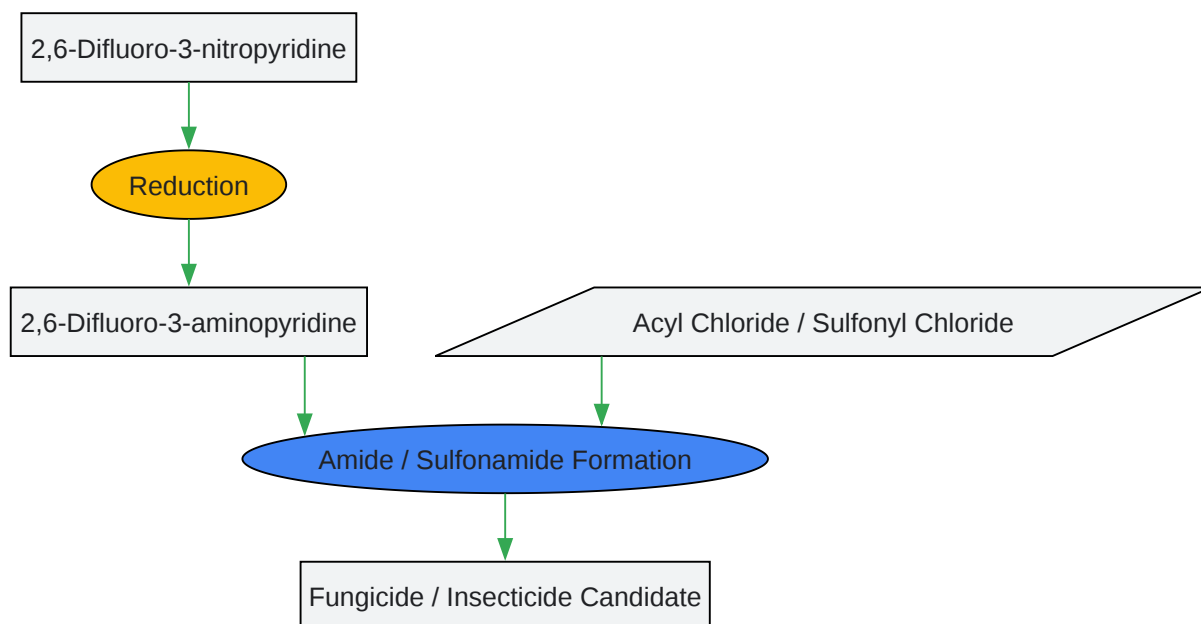 2,6-Difluoro-3-nitropyridine
Reduction
2,6-Difluoro-3-aminopyridine
Acyl Chloride / Sulfonyl Chloride
Amide / Sulfonamide Formation
Fungicide / Insecticide Candidate